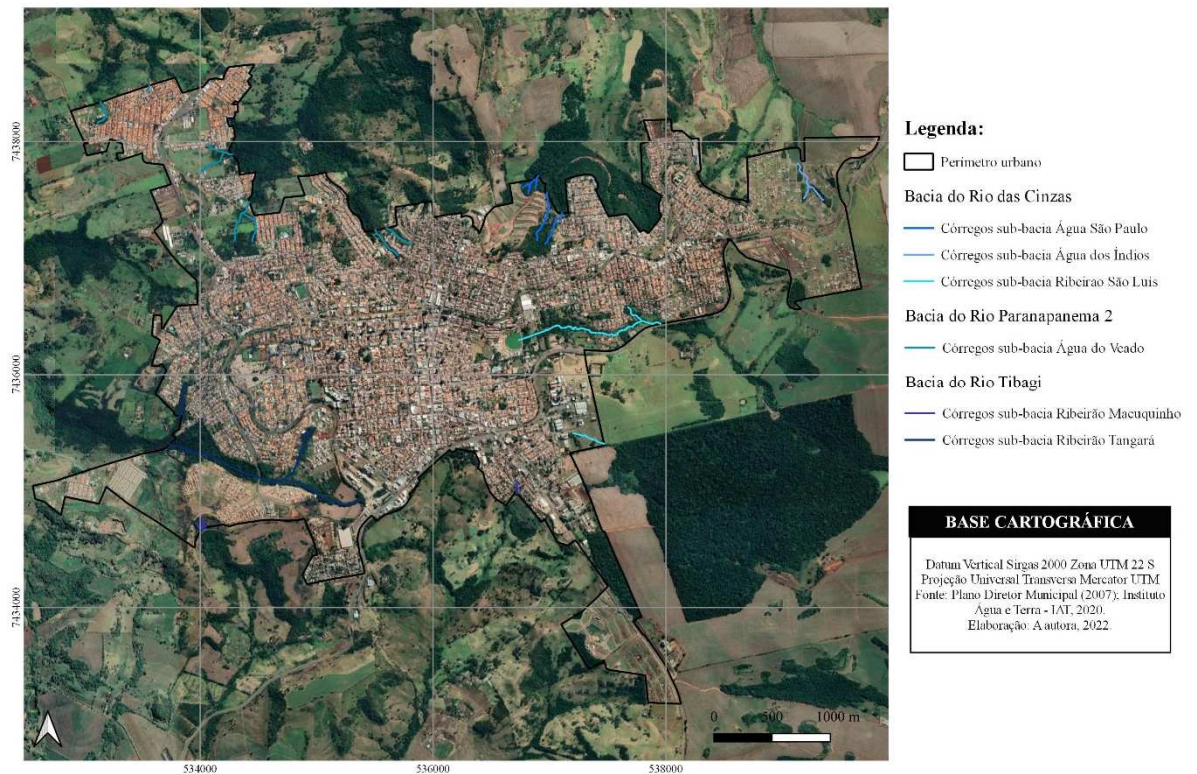 7438000
7436000
7434000
534000
536000
538000
0 500 1000 m
Legenda:
Perímetro urbano
Bacia do Rio das Cinzas
Córregos sub-bacia Água São Paulo
Córregos sub-bacia Água dos Índios
Córregos sub-bacia Ribeirao São Luis
Bacia do Rio Paranapanema 2
Córregos sub-bacia Água do Veado
Bacia do Rio Tibagi
Córregos sub-bacia Ribeirão Macuquinho
Córregos sub-bacia Ribeirão Tangará
BASE CARTOGRÁFICA
Datum Vertical Sirgas 2000 Zona UTM 22 S
Projeção Universal Transversa Mercator UTM
Fonte: Plano Diretor Municipal (2007); Instituto
Água e Terra - IAT, 2020.
Elaboração: A autora, 2022